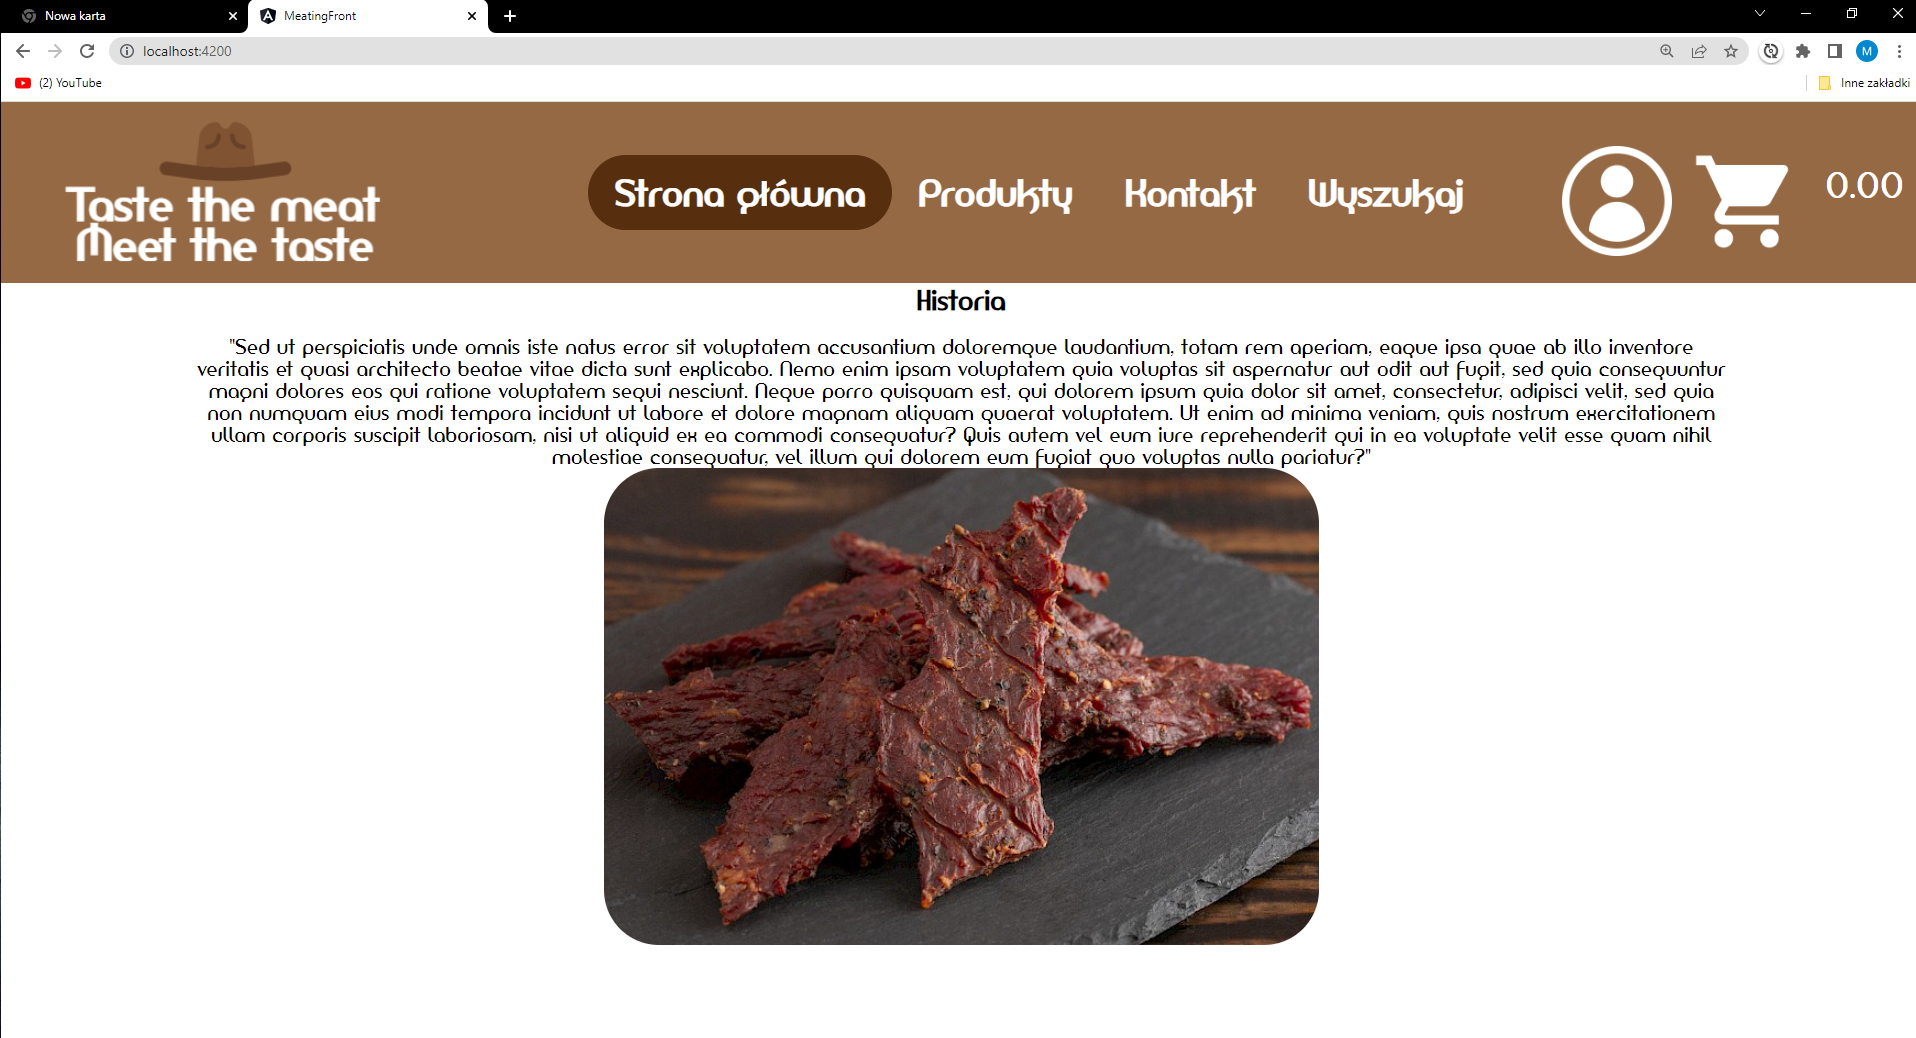 Nowa karta
MeatingFront
localhost:4200
M
(2) YouTube
Inne zakładki
Taste the meat
Meet the taste
Strona główna
Produkty
Kontakt
Wyszukaj
0.00
Historia
"Sed ut perspiciatis unde omnis iste natus error sit voluptatem accusantium doloremque laudantium, totam rem aperiam, eaque ipsa quae ab illo inventore
veritatis et quasi architecto beatae vitae dicta sunt explicabo. Nemo enim ipsam voluptatem quia voluptas sit aspernatur aut odit aut fugit, sed quia consequuntur
magni dolores eos qui ratione voluptatem sequi nesciunt. Neque porro quisquam est, qui dolorem ipsum quia dolor sit amet, consectetur, adipisci velit, sed quia
non numquam eius modi tempora incidunt ut labore et dolore magnam aliquam quaerat voluptatem. Ut enim ad minima veniam, quis nostrum exercitationem
ullam corporis suscipit laboriosam, nisi ut aliquid ex ea commodi consequatur? Quis autem vel eum iure reprehenderit qui in ea voluptate velit esse quam nihil
molestiae consequatur, vel illum qui dolorem eum fugiat quo voluptas nulla pariatur?"